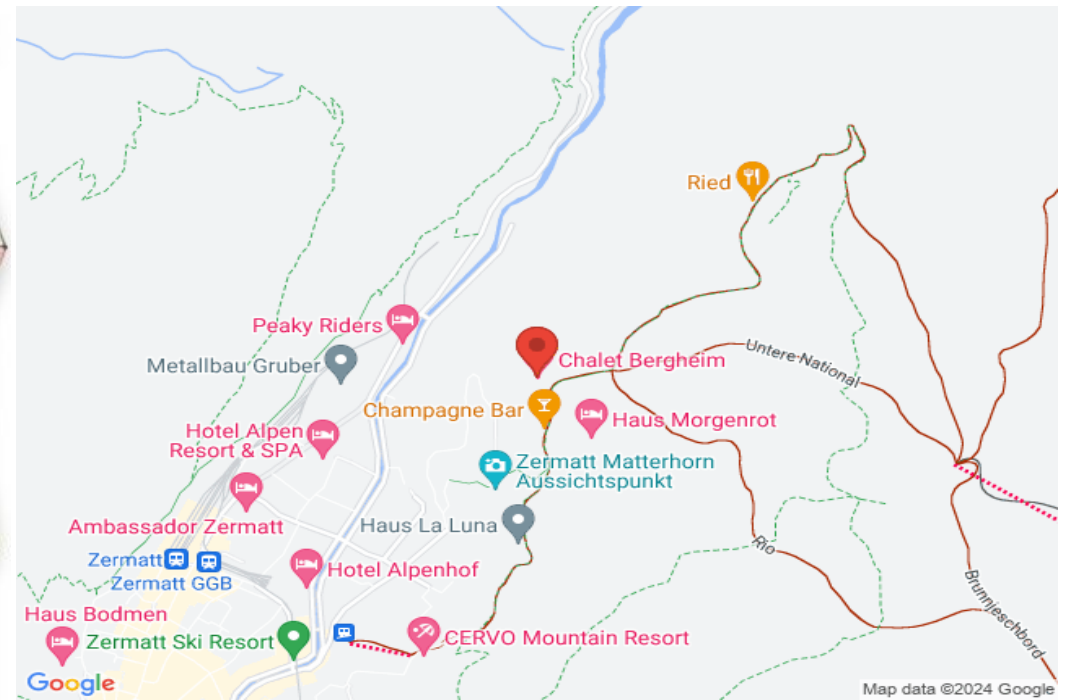 Ried
Peaky Riders
Metallbau Gruber
Chalet Bergheim
Untere National
Champagne Bar
Haus Morgenrot
Hotel Alpen
Resort & SPA
Zermatt Matterhorn
Aussichtspunkt
Ambassador Zermatt
Haus La Luna
Rio
Zermatt
Zermatt GGB
Hotel Alpenhof
Brunnjeschbord
Haus Bodmen
Zermatt Ski Resort
CERVO Mountain Resort
Google
Map data ©2024 Google